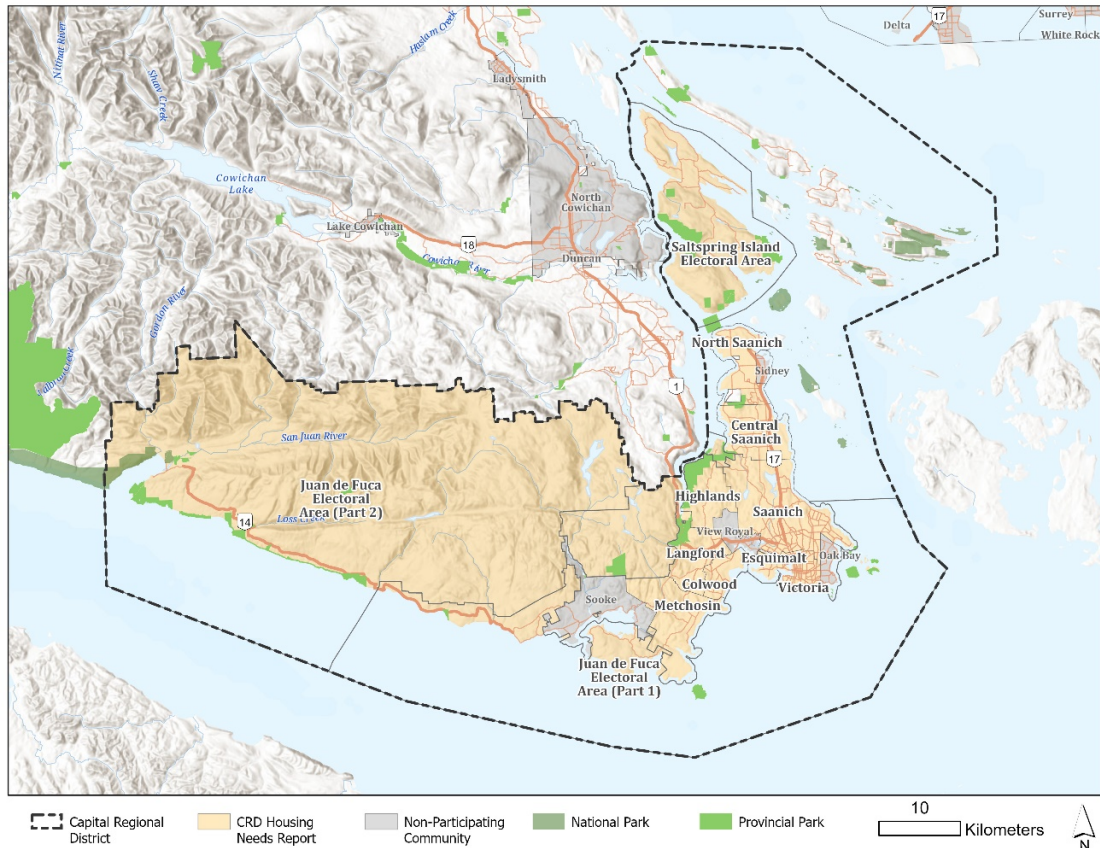 17
Surrey
Delta
White Rock
Nitinat River
Shaw Creek
Haslam Creek
Ladysmith
Cowichan
Lake
North
Cowichan
Lake Cowichan
18
Saltspring Island
Electoral Area
Cowichan River
Duncan
Gordon River
North Saanich
Sidney
1
Central
Saanich
San Juan River
17
Juan de Fuca
Electoral
Area (Part 2)
Highlands
Saanich
14
Loss Creek
View Royal
Langford
Esquimalt
Oak Bay
Colwood
Victoria
Sooke
Metchosin
Juan de Fuca
Electoral
Area (Part 1)
Capital Regional
District
CRD Housing
Needs Report
Non-Participating
Community
National Park
Provincial Park
10
Kilometers
N